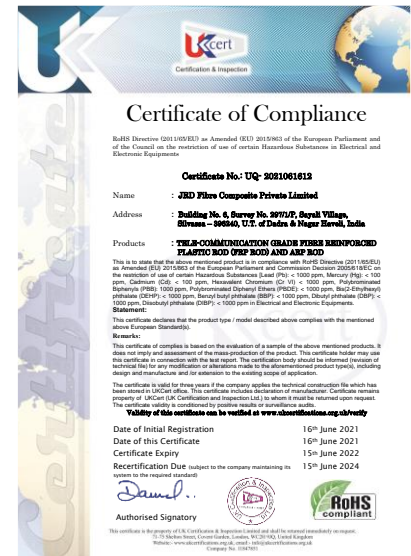 UK
UKcert
Certification & Inspection
Certificate of Compliance
RoHS Directive (2011/65/EU) as Amended (EU) 2015/863 of the European Parliament and
of the Council on the restriction of use of certain Hazardous Substances in Electrical and
Electronic Equipments
Certificate No.: UQ- 2021061612
Name : JRD Fibre Composite Private Limited
Address : Building No. 6, Survey No. 297/1/P, Sayali Village,
Silvassa – 396240, U.T. of Dadra & Nagar Haveli, India
Products : TELE-COMMUNICATION GRADE FIBRE REINFORCED
PLASTIC ROD (FRP ROD) AND ARP ROD
This is to state that the above mentioned product is in compliance with RoHS Directive (2011/65/EU)
as Amended (EU) 2015/863 of the European Parliament and Commission Decision 2005/618/EC on
the restriction of use of certain Hazardous Substances [Lead (Pb): < 1000 ppm, Mercury (Hg): < 1000
ppm, Cadmium (Cd): < 100 ppm, Hexavalent Chromium (Cr VI) < 1000 ppm, Polybrominated
Biphenyls (PBB): 1000 ppm, Polybrominated Diphenyl Ethers (PBDE): < 1000 ppm, Bis(2-Ethylhexyl)
phthalate (DEHP): < 1000 ppm, Benzyl butyl phthalate (BBP): < 1000 ppm, Dibutyl phthalate (DBP): <
1000 ppm, Diisobutyl phthalate (DIBP): < 1000 ppm in Electrical and Electronic Equipments.
Statement:
This certificate declares that the product type / model described above complies with the mentioned
above European Standard(s).
Remarks:
This certificate of complies is based on the evaluation of a sample of the above mentioned products. It
does not imply and assessment of the mass-production of the product. This certificate holder may use
this certificate in connection with the test report. The certification body should be informed (revision of
technical file) for any modification or alterations made to the aforementioned product type(s), including
design and manufacture and /or extension to the existing scope of application.
The certificate is valid for three years if the company applies the technical construction file which has
been stored in UKCert office. This certificate includes declaration of manufacturer. Certificate remains
property of UKCert (UK Certification and Inspection Ltd.) to whom it must be returned upon request.
The certificate validity is conditioned by positive results or surveillance audits.
Validity of this certificate can be verified at www.ukcertifications.org.uk/verify
Date of Initial Registration 16th June 2021
Date of this Certificate 16th June 2021
Certificate Expiry 15th June 2022
Recertification Due (subject to the company maintaining its 15th June 2024
system to the required standard)
Authorised Signatory
RoHS
compliant
This certificate is the property of UK Certification & Inspection Limited and shall be returned immediately on request.
71-75 Shelton Street, Covent Garden, London, WC2H 9JQ, United Kingdom
Website : www.ukcertifications.org.uk, email : info@ukcertifications.org.uk
Company No. 11847851